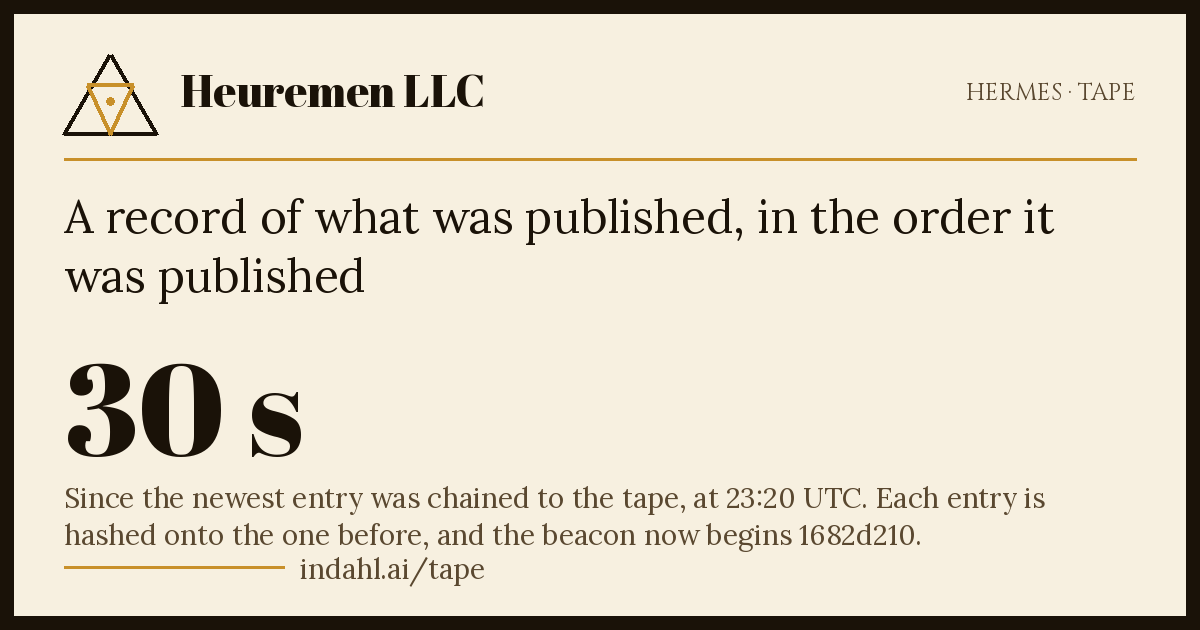 Heuremen LLC
HERMES · TAPE
A record of what was published, in the order it
was published
30 s
Since the newest entry was chained to the tape, at 23:20 UTC. Each entry is
hashed onto the one before, and the beacon now begins 1682d210.
indahl.ai/tape